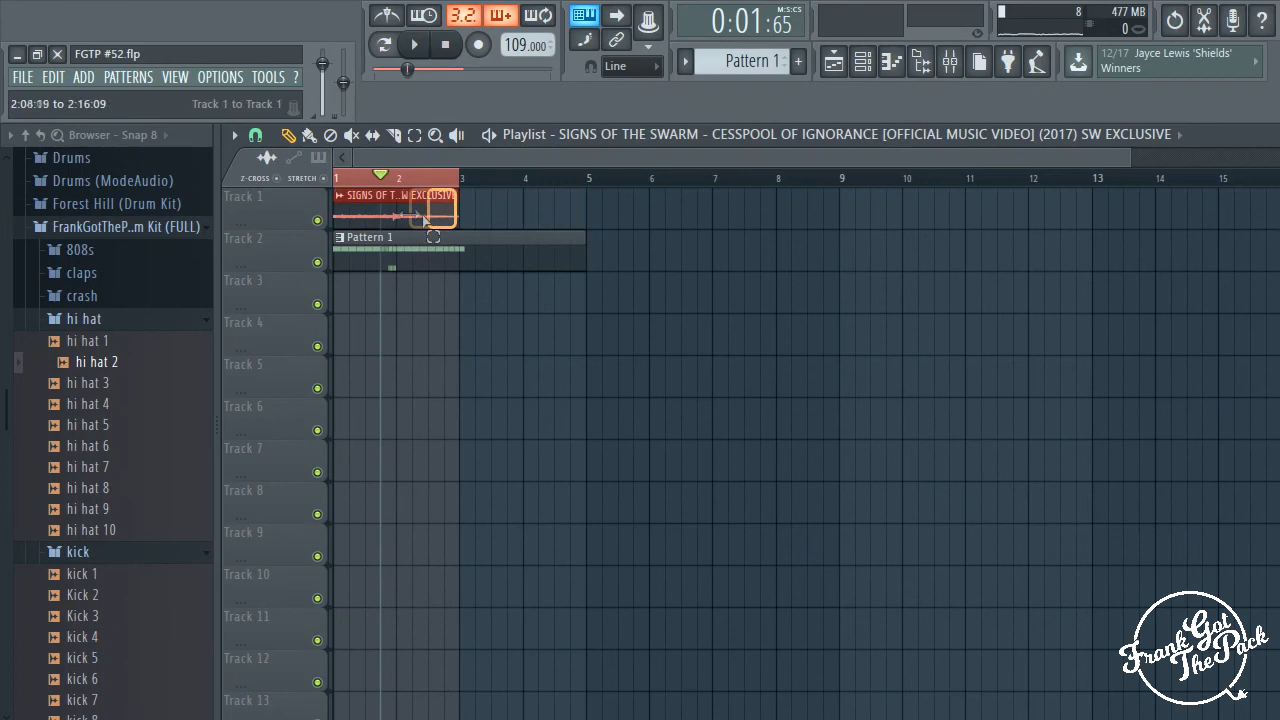 FGTP #52.flp
FILE EDIT ADD PATTERNS VIEW OPTIONS TOOLS ?
2:08:19 to 2:16:09 Track 1 to Track 1
3.2.
109.000
Line
0:01:65
M:S:CS
Pattern 1
8 477 MB
0
12/17 Jayce Lewis 'Shields'
Winners
Browser - Snap 8
Playlist - SIGNS OF THE SWARM - CESSPOOL OF IGNORANCE [OFFICIAL MUSIC VIDEO] (2017) SW EXCLUSIVE
Z-CROSS STRETCH
1 2 3 4 5 6 7 8 9 10 11 12 13 14 15
Drums
Drums (ModeAudio)
Forest Hill (Drum Kit)
FrankGotTheP..m Kit (FULL)
808s
claps
crash
hi hat
hi hat 1
hi hat 2
hi hat 3
hi hat 4
hi hat 5
hi hat 6
hi hat 7
hi hat 8
hi hat 9
hi hat 10
kick
kick 1
Kick 2
Kick 3
kick 4
kick 5
kick 6
kick 7
Track 1
SIGNS OF T..W EXCLUSIVE
Track 2
Pattern 1
Track 3
Track 4
Track 5
Track 6
Track 7
Track 8
Track 9
Track 10
Track 11
Track 12
Track 13
Frank Got
The Pack